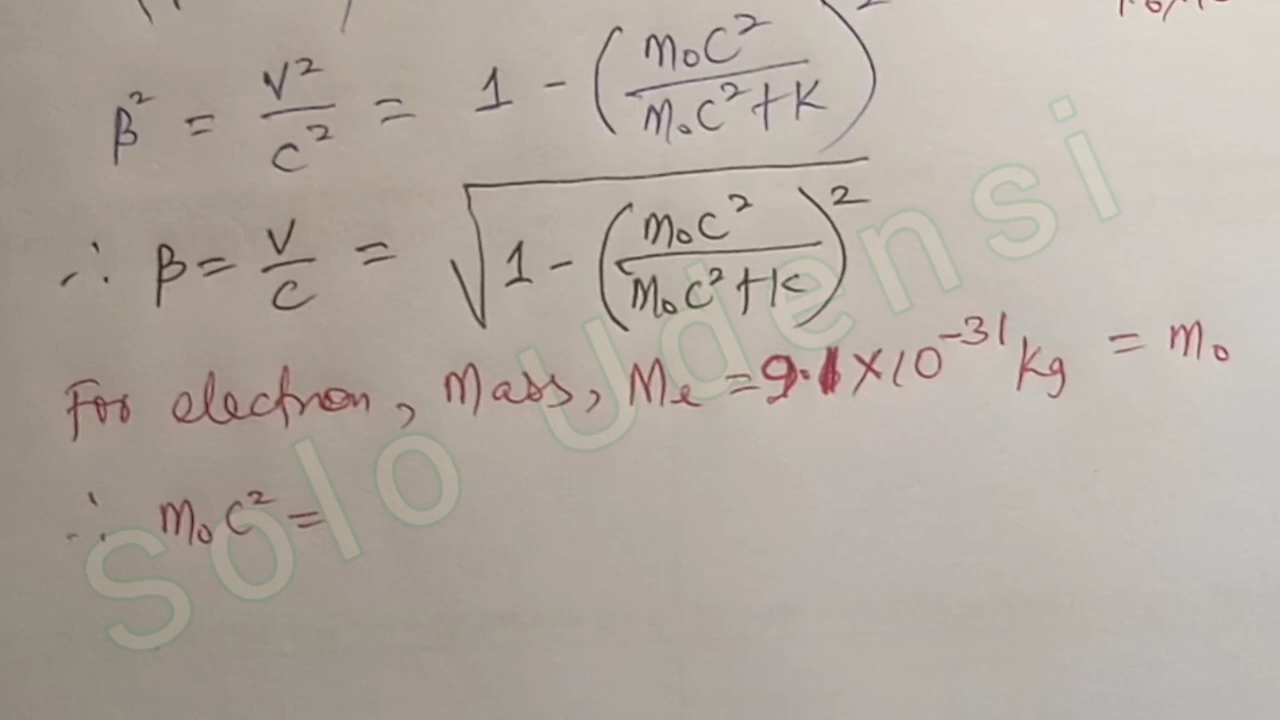 β² = v²/c² = 1 - (m₀c²/(m₀c²+K))²
∴ β = v/c = √(1 - (m₀c²/(m₀c²+K))²)
For electron, Mass, Me = 9.1×10⁻³¹ Kg = m₀
∴ m₀c² =
Solo Udensi